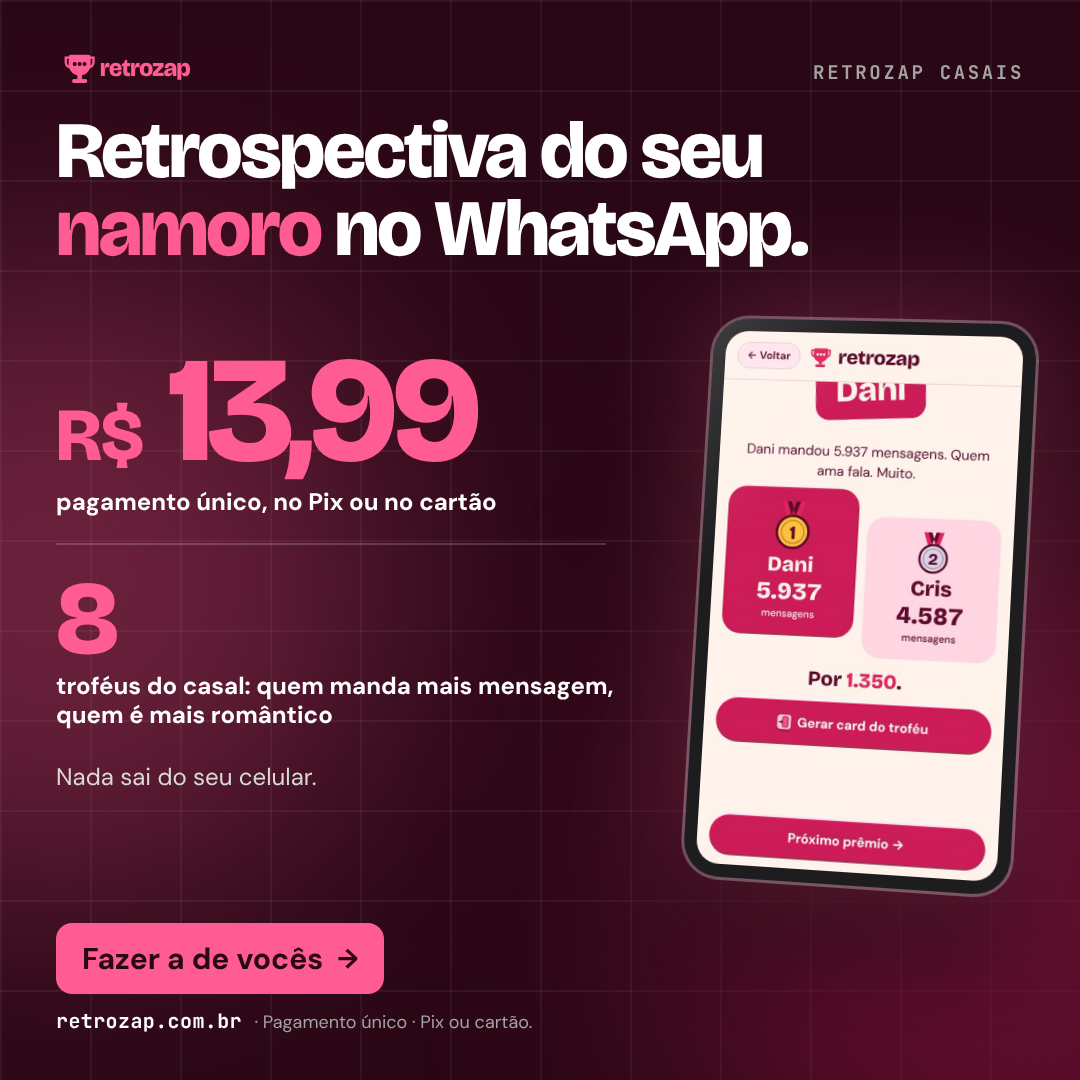 retrozap
RETROZAP CASAIS
Retrospectiva do seu
namoro no WhatsApp.
R$ 13,99
pagamento único, no Pix ou no cartão
8
troféus do casal: quem manda mais mensagem,
quem é mais romântico
Nada sai do seu celular.
← Voltar
retrozap
Dani
Dani mandou 5.937 mensagens. Quem
ama fala. Muito.
1
Dani
5.937
mensagens
2
Cris
4.587
mensagens
Por 1.350.
Gerar card do troféu
Próximo prêmio →
Fazer a de vocês →
retrozap.com.br · Pagamento único · Pix ou cartão.